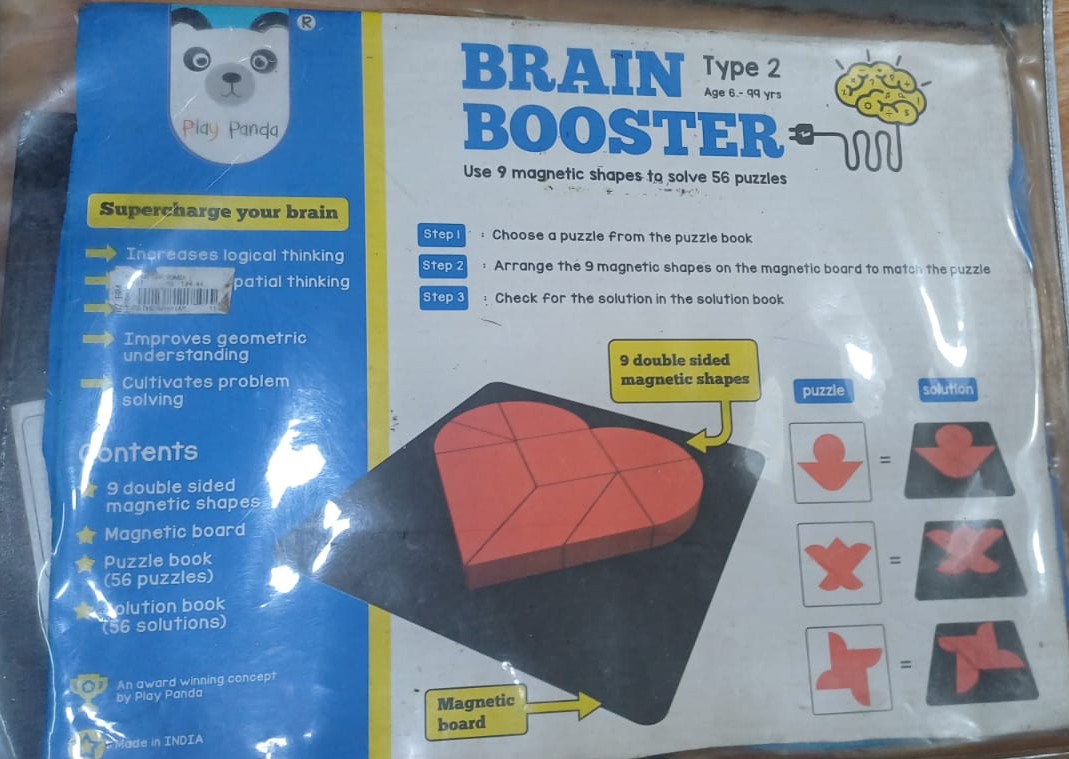 ®
Play Panda
BRAIN
BOOSTER
Type 2
Age 6 - 99 yrs
Use 9 magnetic shapes to solve 56 puzzles
Supercharge your brain
Increases logical thinking
patial thinking
Improves geometric
understanding
Cultivates problem
solving
Contents
9 double sided
magnetic shapes
Magnetic board
Puzzle book
(56 puzzles)
olution book
(56 solutions)
An award winning concept
by Play Panda
Made in INDIA
Step 1 : Choose a puzzle from the puzzle book
Step 2 : Arrange the 9 magnetic shapes on the magnetic board to match the puzzle
Step 3 : Check for the solution in the solution book
9 double sided
magnetic shapes
puzzle
solution
=
=
=
Magnetic
board